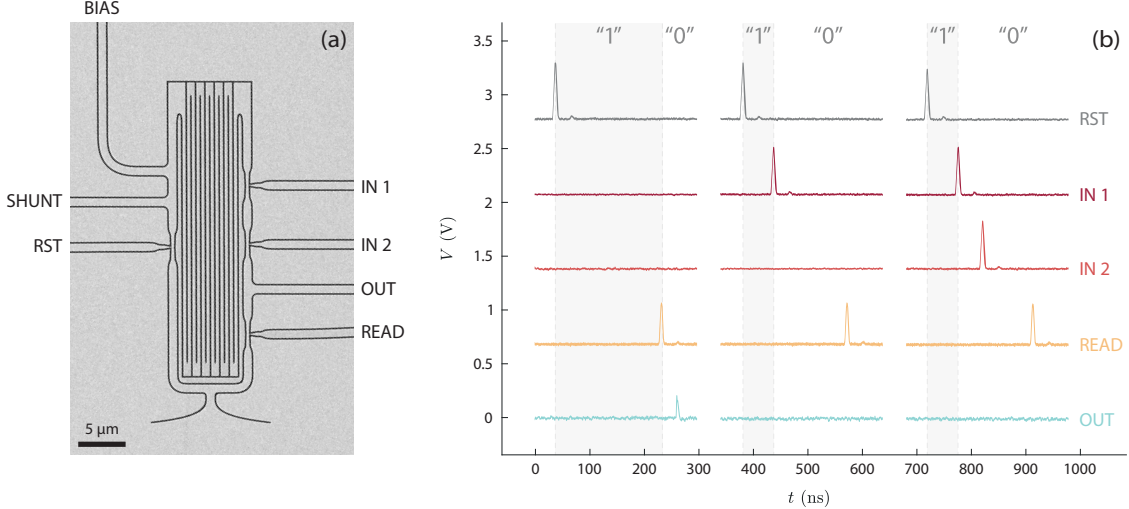 BIAS
(a)
SHUNT
RST
IN 1
IN 2
OUT
READ
5 μm
(b)
"1" "0" "1" "0" "1" "0"
3.5
3
2.5
2
1.5
1
0.5
0
V (V)
RST
IN 1
IN 2
READ
OUT
0 100 200 300 400 500 600 700 800 900 1000
t (ns)